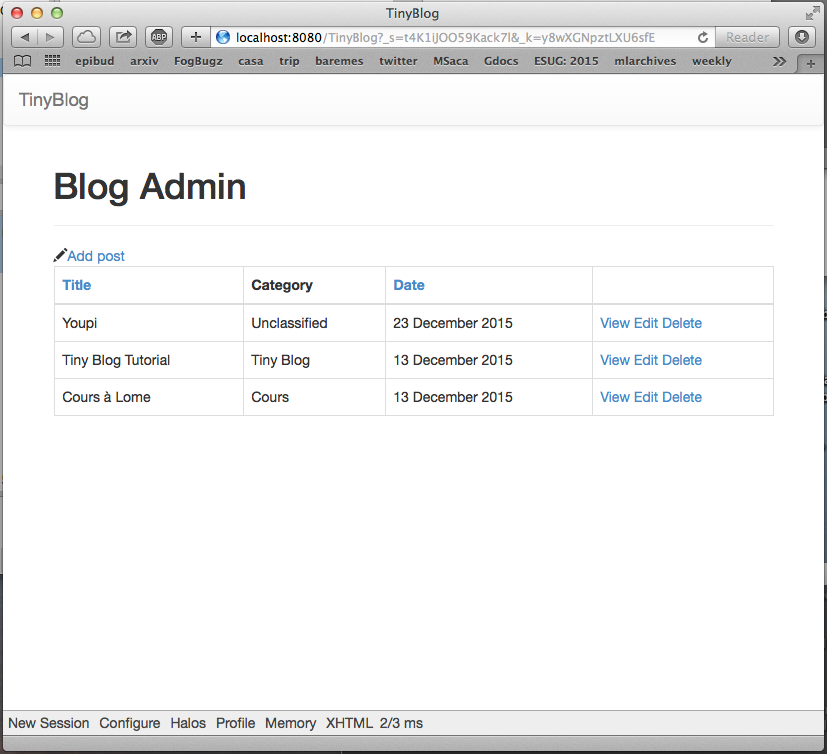 TinyBlog
ABP + localhost:8080/TinyBlog?_s=t4K1iJOO59Kack7l&_k=y8wXGNpztLXU6sfE Reader
epibud arxiv FogBugz casa trip baremes twitter MSaca Gdocs ESUG: 2015 mlarchives weekly >> +
TinyBlog
Blog Admin
Add post
Title Category Date
Youpi Unclassified 23 December 2015 View Edit Delete
Tiny Blog Tutorial Tiny Blog 13 December 2015 View Edit Delete
Cours à Lome Cours 13 December 2015 View Edit Delete
New Session Configure Halos Profile Memory XHTML 2/3 ms